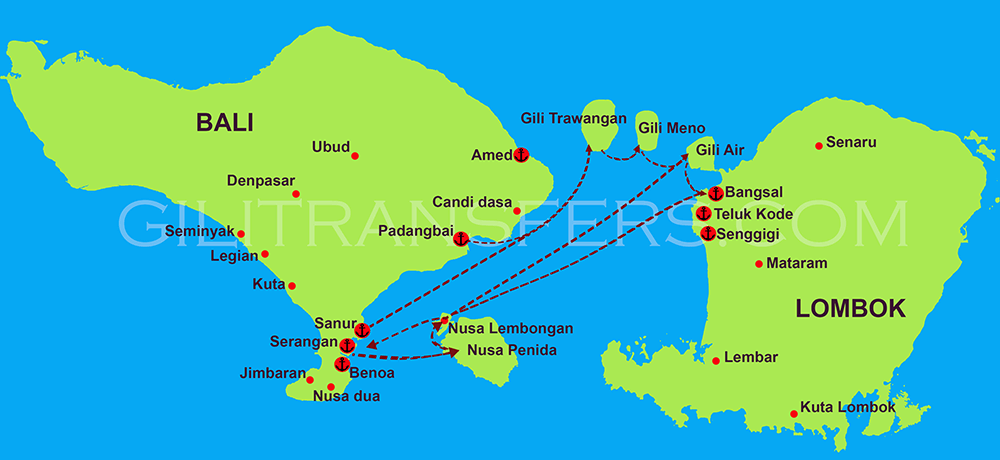 BALI
Gili Trawangan
Gili Meno
Ubud
Amed
Gili Air
Senaru
Denpasar
Candi dasa
Bangsal
GILITRANSFERS.COM
Teluk Kode
Seminyak
Padangbai
Senggigi
Legian
Mataram
Kuta
LOMBOK
Sanur
Nusa Lembongan
Serangan
Nusa Penida
Lembar
Jimbaran
Benoa
Nusa dua
Kuta Lombok